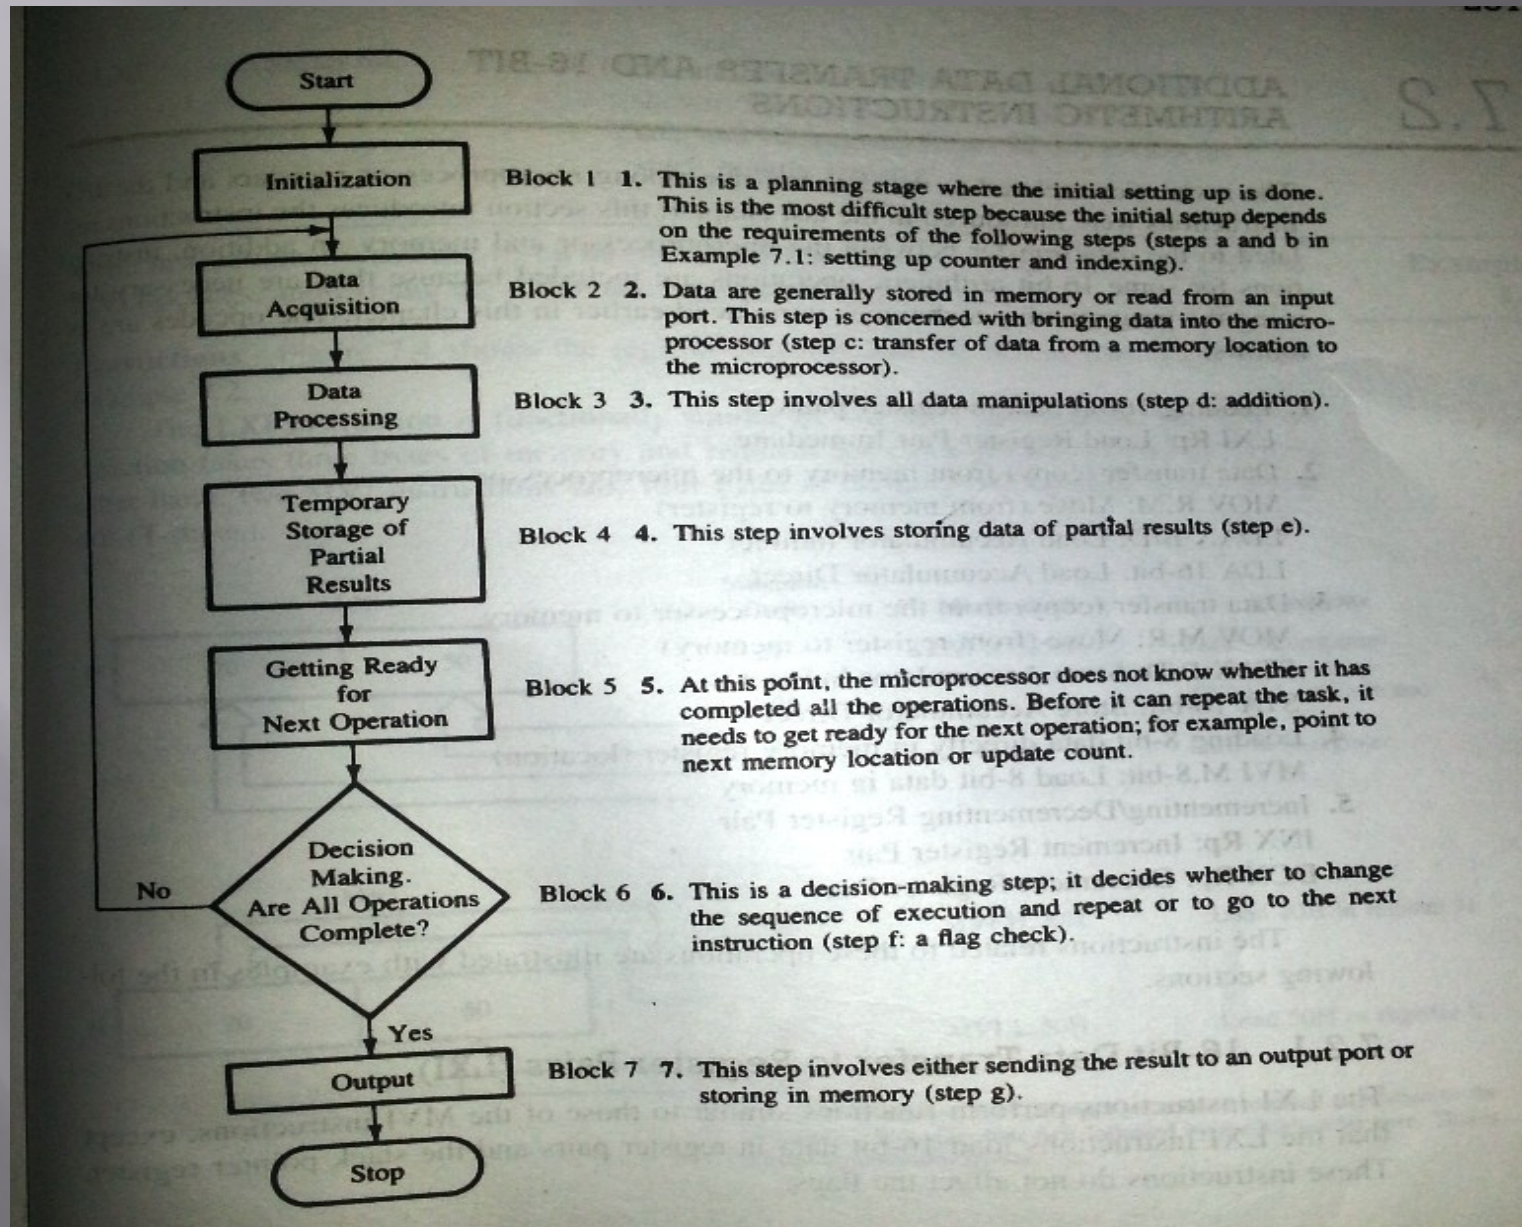 Start
Initialization
Block 1 1. This is a planning stage where the initial setting up is done.
This is the most difficult step because the initial setup depends
on the requirements of the following steps (steps a and b in
Example 7.1: setting up counter and indexing).
Data
Acquisition
Block 2 2. Data are generally stored in memory or read from an input
port. This step is concerned with bringing data into the micro-
processor (step c: transfer of data from a memory location to
the microprocessor).
Data
Processing
Block 3 3. This step involves all data manipulations (step d: addition).
Temporary
Storage of
Partial
Results
Block 4 4. This step involves storing data of partial results (step e).
Getting Ready
for
Next Operation
Block 5 5. At this point, the microprocessor does not know whether it has
completed all the operations. Before it can repeat the task, it
needs to get ready for the next operation; for example, point to
next memory location or update count.
Decision
Making.
Are All Operations
Complete?
No
Block 6 6. This is a decision-making step; it decides whether to change
the sequence of execution and repeat or to go to the next
instruction (step f: a flag check).
Yes
Output
Block 7 7. This step involves either sending the result to an output port or
storing in memory (step g).
Stop
7.2
ADDITIONAL DATA TRANSFER AND 16-BIT
ARITHMETIC INSTRUCTIONS